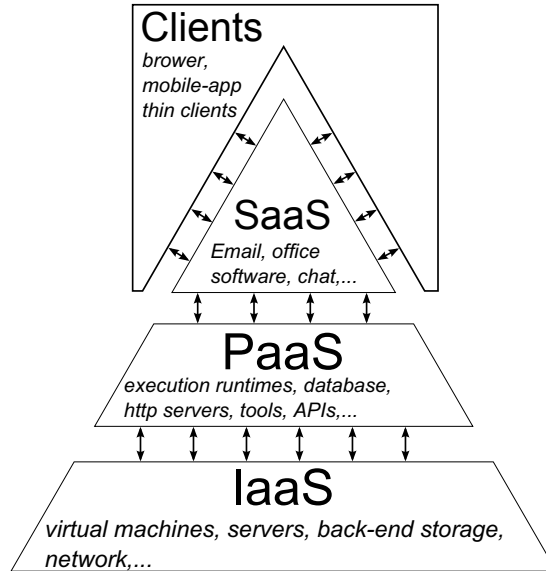 Clients
brower,
mobile-app
thin clients
SaaS
Email, office
software, chat,...
PaaS
execution runtimes, database,
http servers, tools, APIs,...
IaaS
virtual machines, servers, back-end storage,
network,...